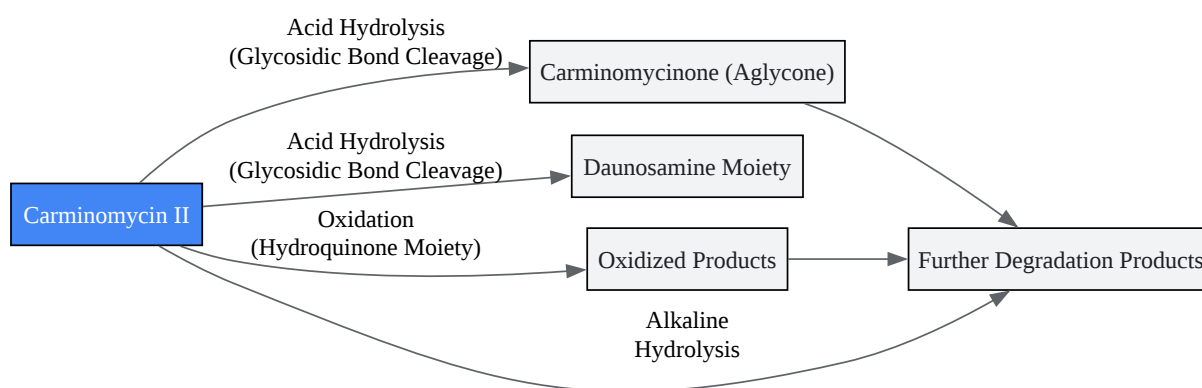 Acid Hydrolysis
(Glycosidic Bond Cleavage)
Carminomycinone (Aglycone)
Acid Hydrolysis
(Glycosidic Bond Cleavage)
Daunosamine Moiety
Carminomycin II
Oxidation
(Hydroquinone Moiety)
Oxidized Products
Further Degradation Products
Alkaline
Hydrolysis